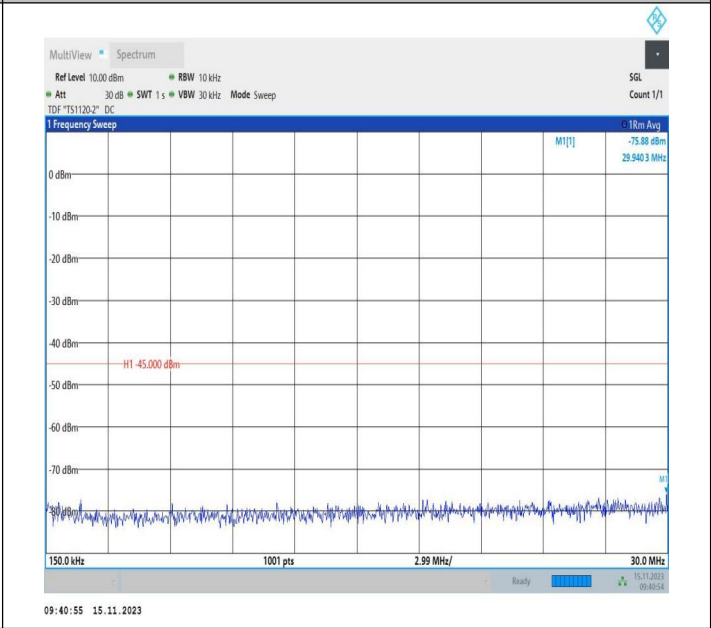 MultiView Spectrum
Ref Level 10.00 dBm RBW 10 kHz SGL
Att 30 dB SWT 1 s VBW 30 kHz Mode Sweep Count 1/1
TDF "TS1120-2" DC
1 Frequency Sweep 1Rm Avg
M1[1] -75.88 dBm
29.940 3 MHz
0 dBm
-10 dBm
-20 dBm
-30 dBm
-40 dBm
H1 -45.000 dBm
-50 dBm
-60 dBm
-70 dBm
M1
-80 dBm
150.0 kHz 1001 pts 2.99 MHz/ 30.0 MHz
Ready 15.11.2023
09:40:54
09:40:55 15.11.2023